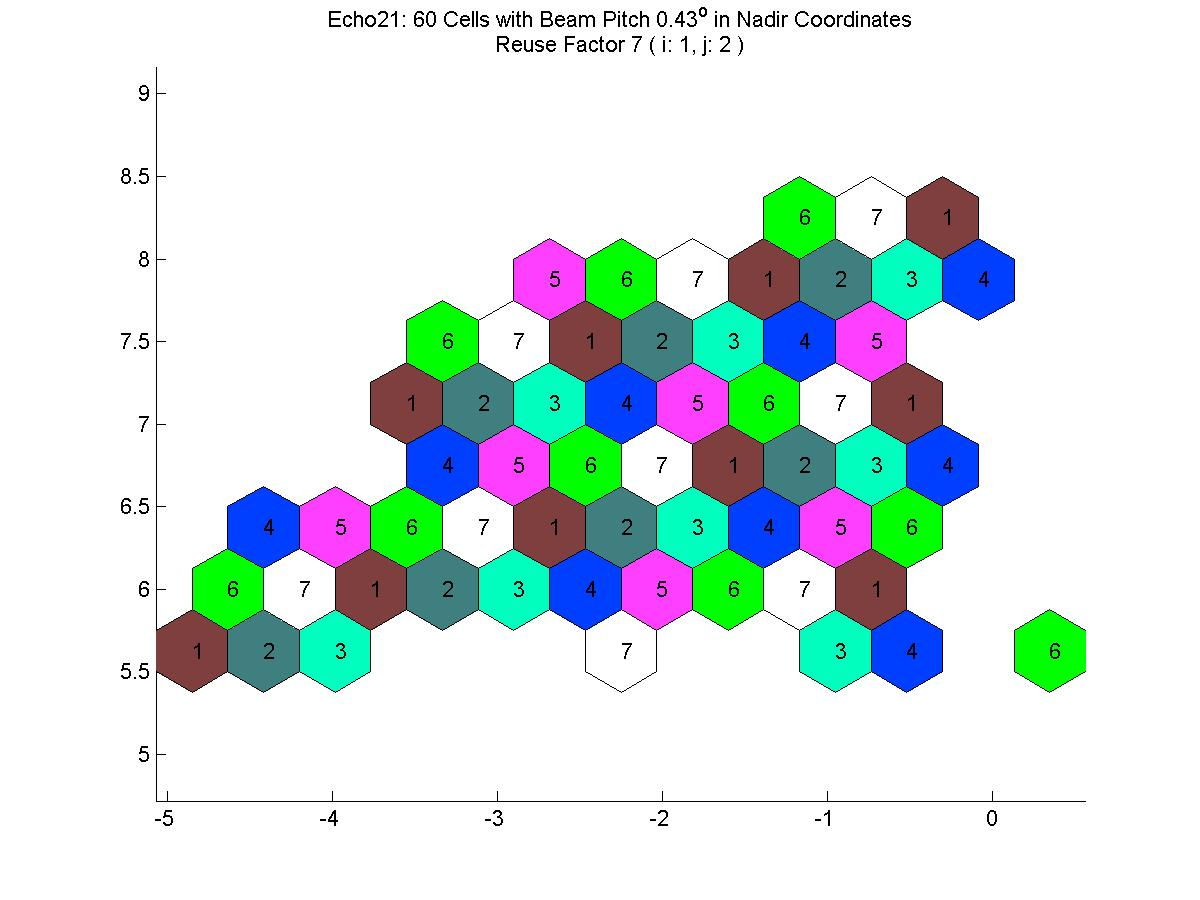 Echo21: 60 Cells with Beam Pitch 0.43o in Nadir Coordinates
Reuse Factor 7 ( i: 1, j: 2 )
9
8.5
6 7 1
8
5 6 7 1 2 3 4
7.5
6 7 1 2 3 4 5
7
1 2 3 4 5 6 7 1
4 5 6 7 1 2 3 4
6.5
4 5 6 7 1 2 3 4 5 6
6
6 7 1 2 3 4 5 6 7 1
5.5
1 2 3 7 3 4 6
5
-5 -4 -3 -2 -1 0